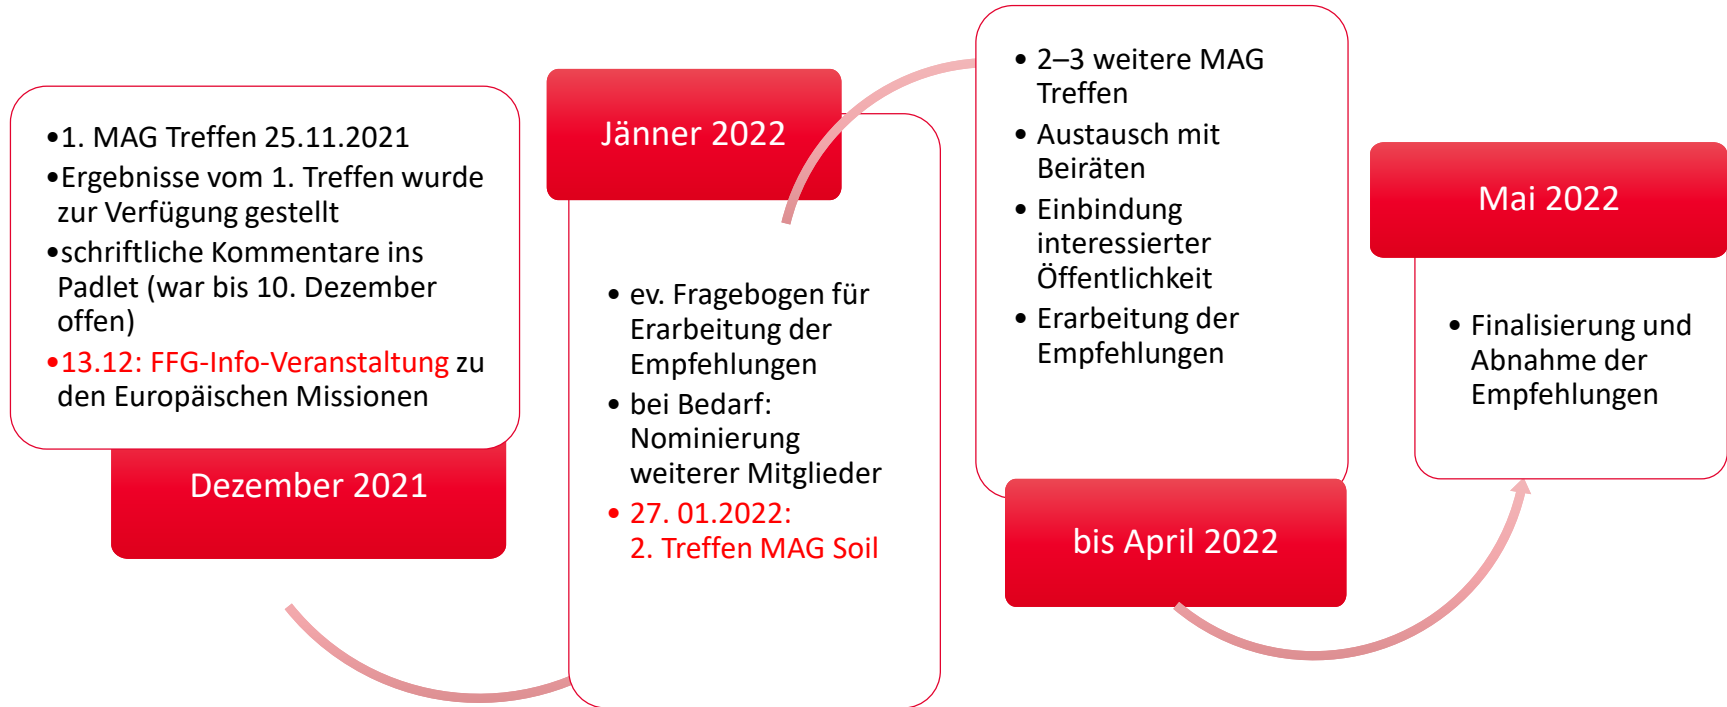 •1. MAG Treffen 25.11.2021
•Ergebnisse vom 1. Treffen wurde
zur Verfügung gestellt
•schriftliche Kommentare ins
Padlet (war bis 10. Dezember
offen)
•13.12: FFG-Info-Veranstaltung zu
den Europäischen Missionen
Dezember 2021
Jänner 2022
• ev. Fragebogen für
Erarbeitung der
Empfehlungen
• bei Bedarf:
Nominierung
weiterer Mitglieder
• 27. 01.2022:
2. Treffen MAG Soil
• 2–3 weitere MAG
Treffen
• Austausch mit
Beiräten
• Einbindung
interessierter
Öffentlichkeit
• Erarbeitung der
Empfehlungen
bis April 2022
Mai 2022
• Finalisierung und
Abnahme der
Empfehlungen